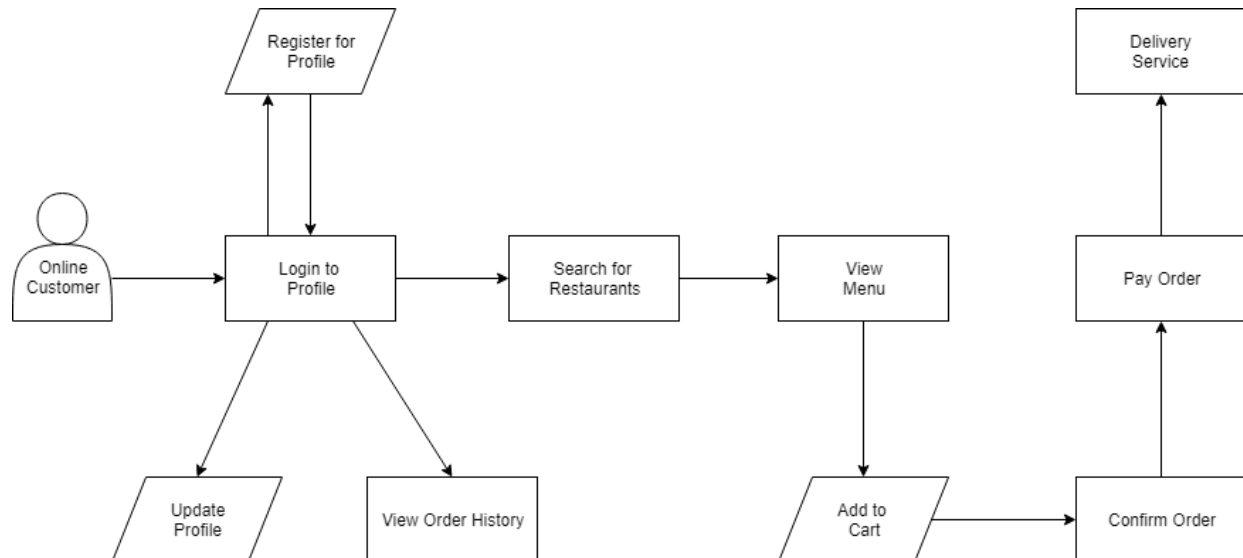 Register for
Profile
Delivery
Service
Online
Customer
Login to
Profile
Search for
Restaurants
View
Menu
Pay Order
Update
Profile
View Order History
Add to
Cart
Confirm Order